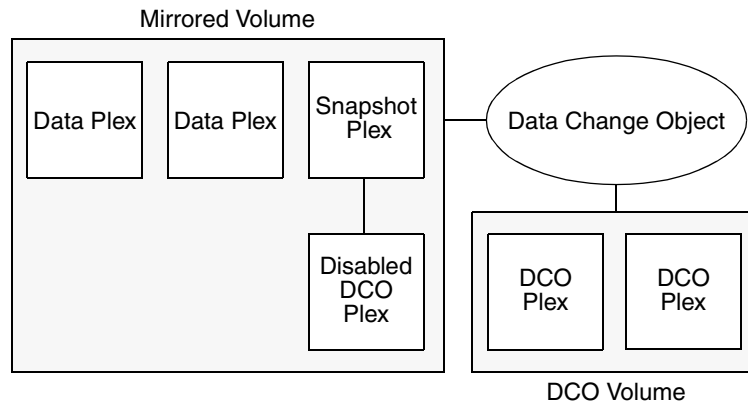 Mirrored Volume
Data Plex
Data Plex
Snapshot
Plex
Data Change Object
Disabled
DCO
Plex
DCO
Plex
DCO
Plex
DCO Volume